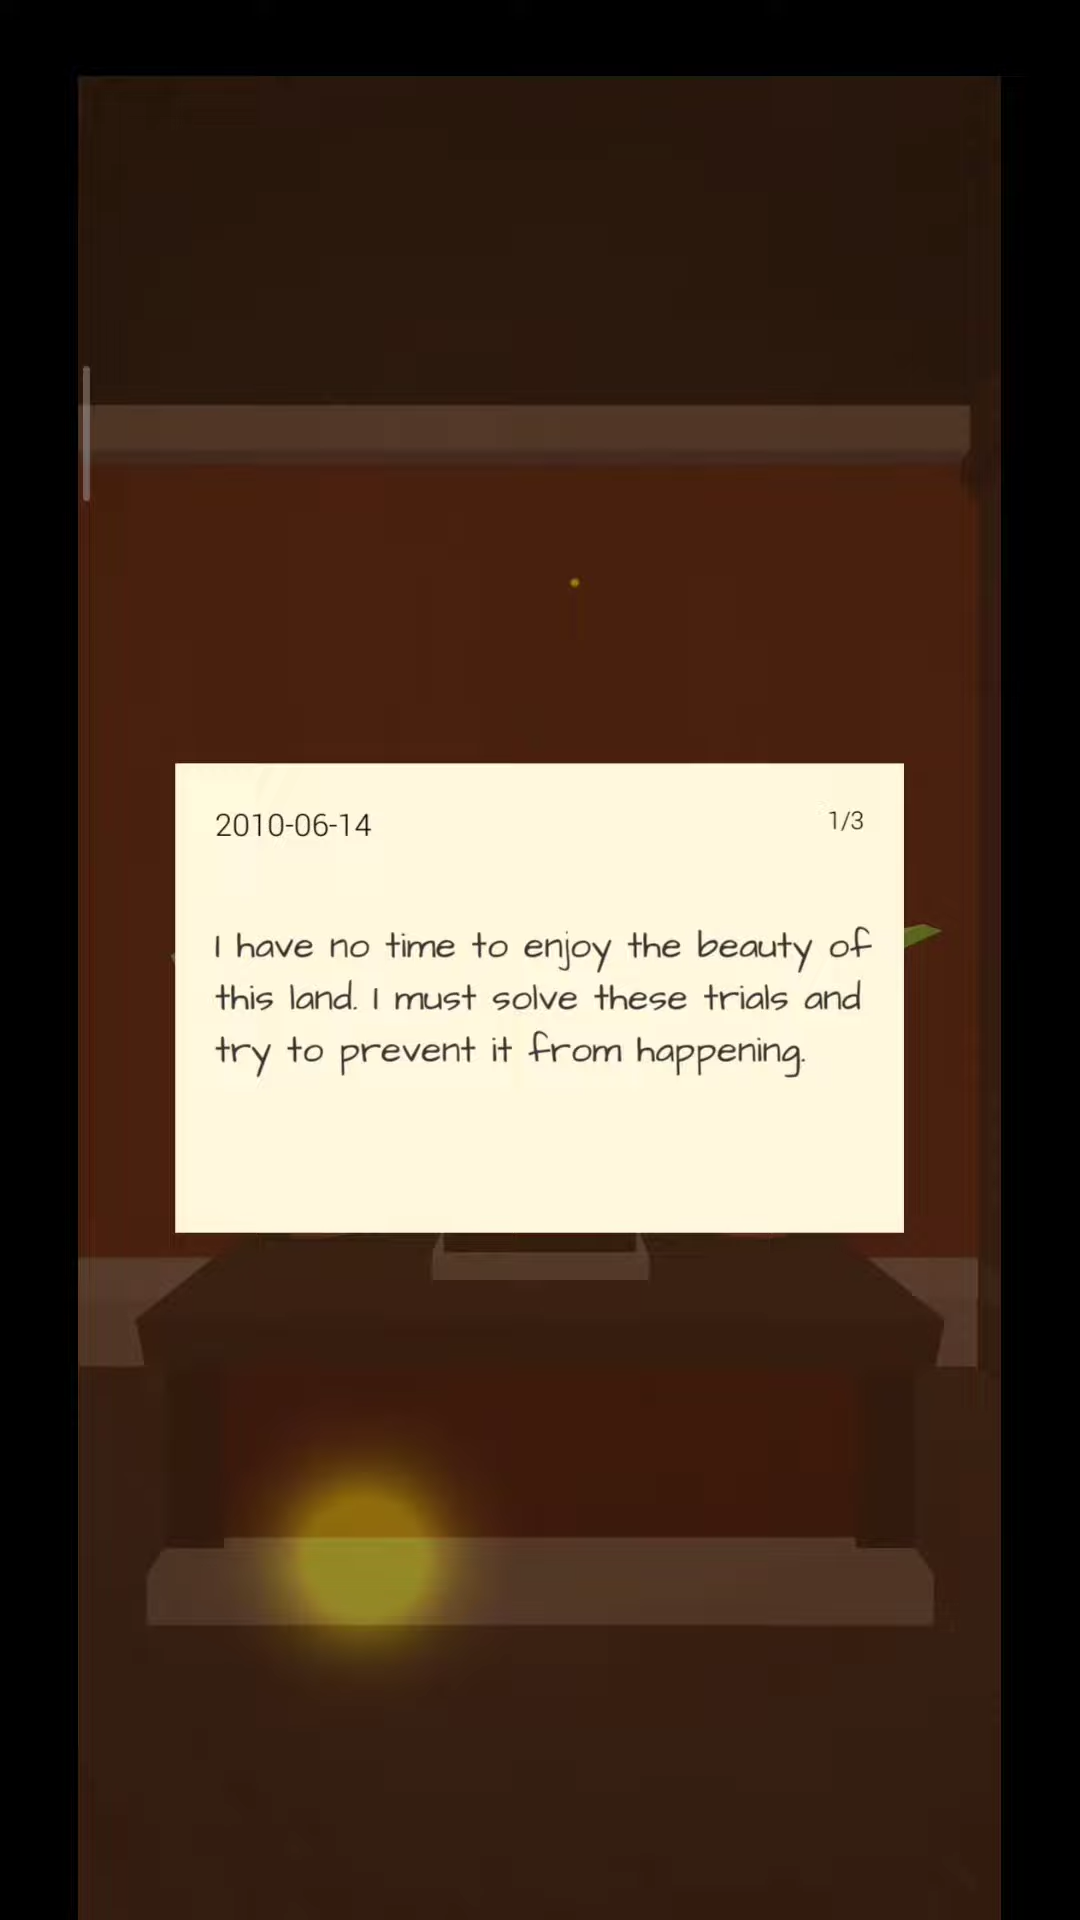 2010-06-14
1/3
I have no time to enjoy the beauty of
this land. I must solve these trials and
try to prevent it from happening.